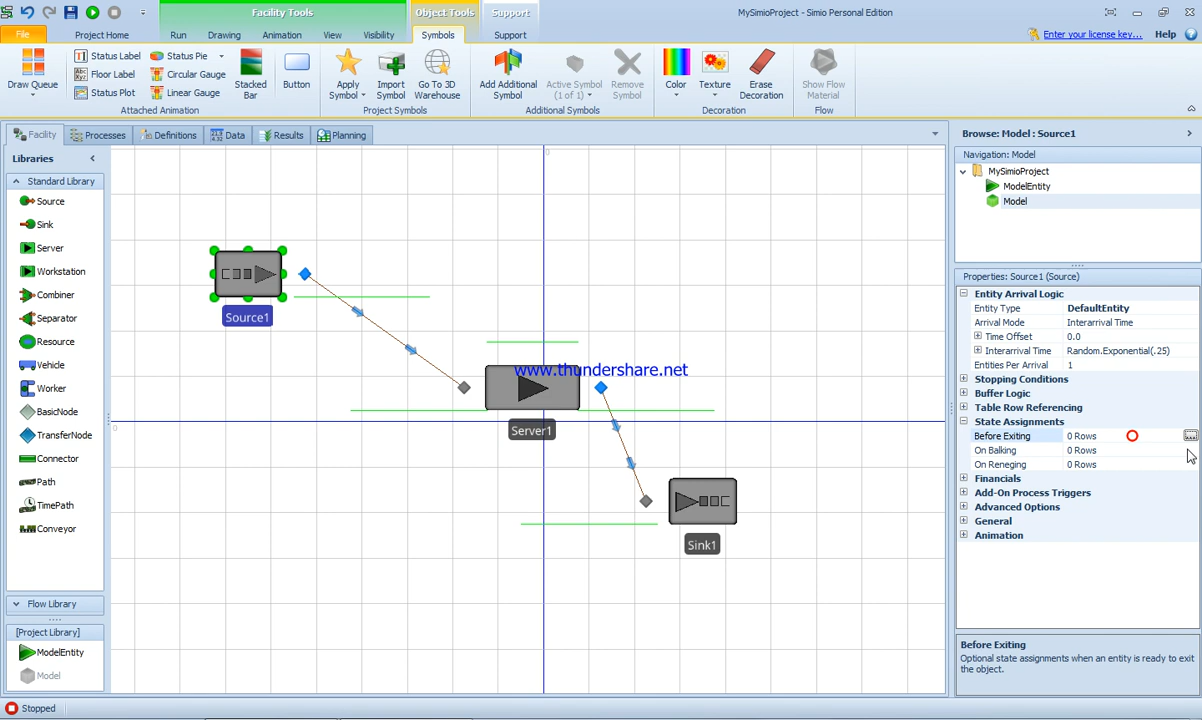 Facility Tools
Object Tools
Support
MySimioProject - Simio Personal Edition
File
Project Home
Run
Drawing
Animation
View
Visibility
Symbols
Support
Enter your license key...
Help
Draw Queue
Status Label
Floor Label
Status Plot
Status Pie
Circular Gauge
Linear Gauge
Stacked Bar
Button
Attached Animation
Apply Symbol
Import Symbol
Go To 3D Warehouse
Project Symbols
Add Additional Symbol
Active Symbol (1 of 1)
Remove Symbol
Additional Symbols
Color
Texture
Erase Decoration
Decoration
Show Flow Material
Flow
Facility
Processes
Definitions
Data
Results
Planning
Libraries
Standard Library
Source
Sink
Server
Workstation
Combiner
Separator
Resource
Vehicle
Worker
BasicNode
TransferNode
Connector
Path
TimePath
Conveyor
Flow Library
[Project Library]
ModelEntity
Model
0
0
Source1
www.thundershare.net
Server1
Sink1
Browse: Model : Source1
Navigation: Model
MySimioProject
ModelEntity
Model
Properties: Source1 (Source)
Entity Arrival Logic
Entity Type DefaultEntity
Arrival Mode Interarrival Time
Time Offset 0.0
Interarrival Time Random.Exponential(.25)
Entities Per Arrival 1
Stopping Conditions
Buffer Logic
Table Row Referencing
State Assignments
Before Exiting 0 Rows
On Balking 0 Rows
On Reneging 0 Rows
Financials
Add-On Process Triggers
Advanced Options
General
Animation
Before Exiting
Optional state assignments when an entity is ready to exit
the object.
Stopped